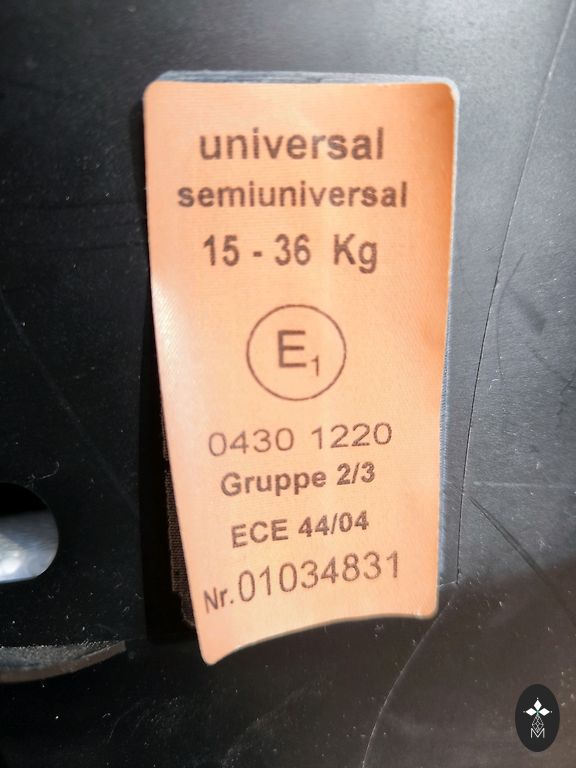 universal
semiuniversal
15 - 36 Kg
E1
0430 1220
Gruppe 2/3
ECE 44/04
Nr. 01034831
M